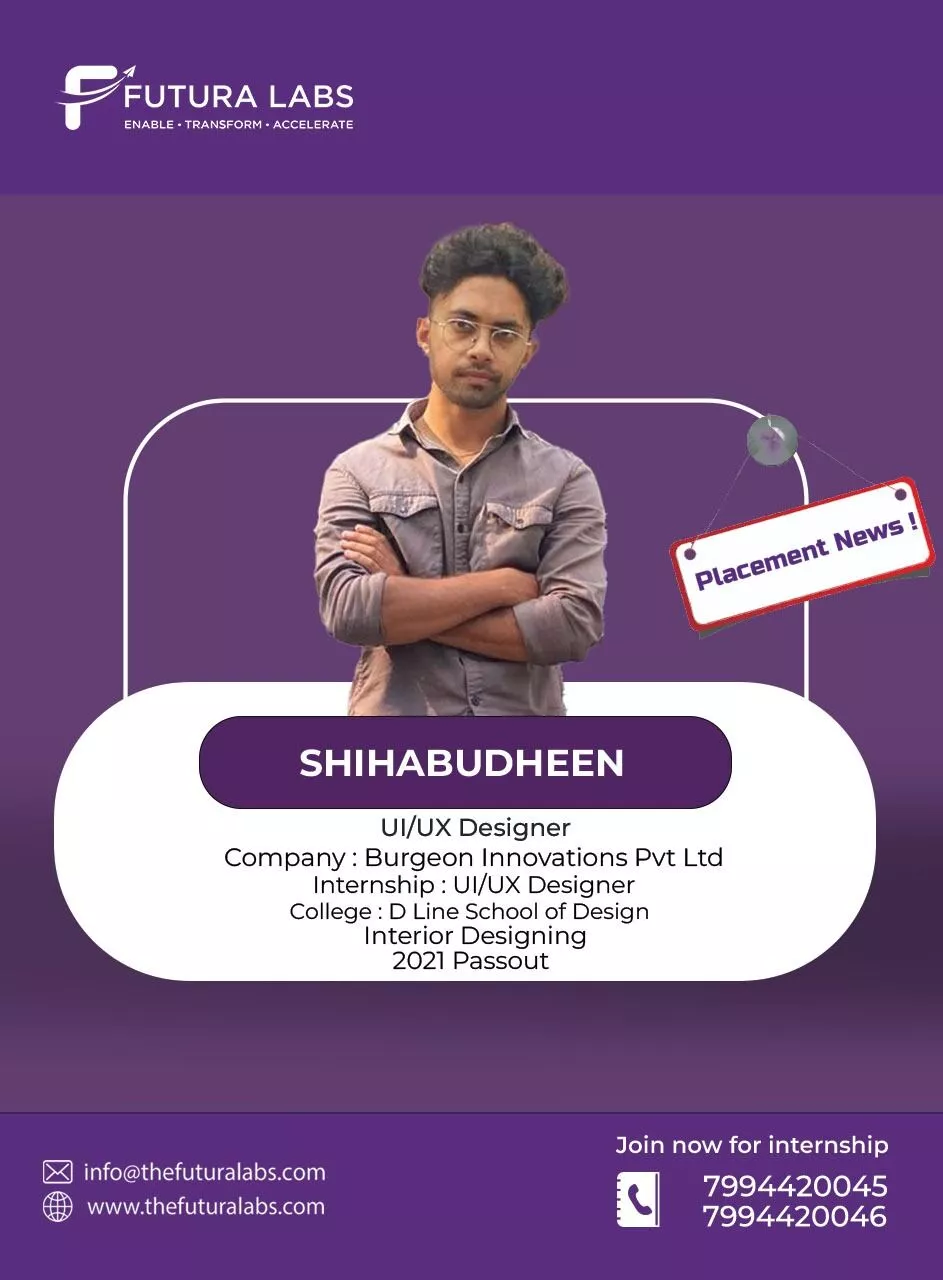 FUTURA LABS
ENABLE • TRANSFORM • ACCELERATE
Placement News !
SHIHABUDHEEN
UI/UX Designer
Company : Burgeon Innovations Pvt Ltd
Internship : UI/UX Designer
College : D Line School of Design
Interior Designing
2021 Passout
Join now for internship
info@thefuturalabs.com
www.thefuturalabs.com
7994420045
7994420046